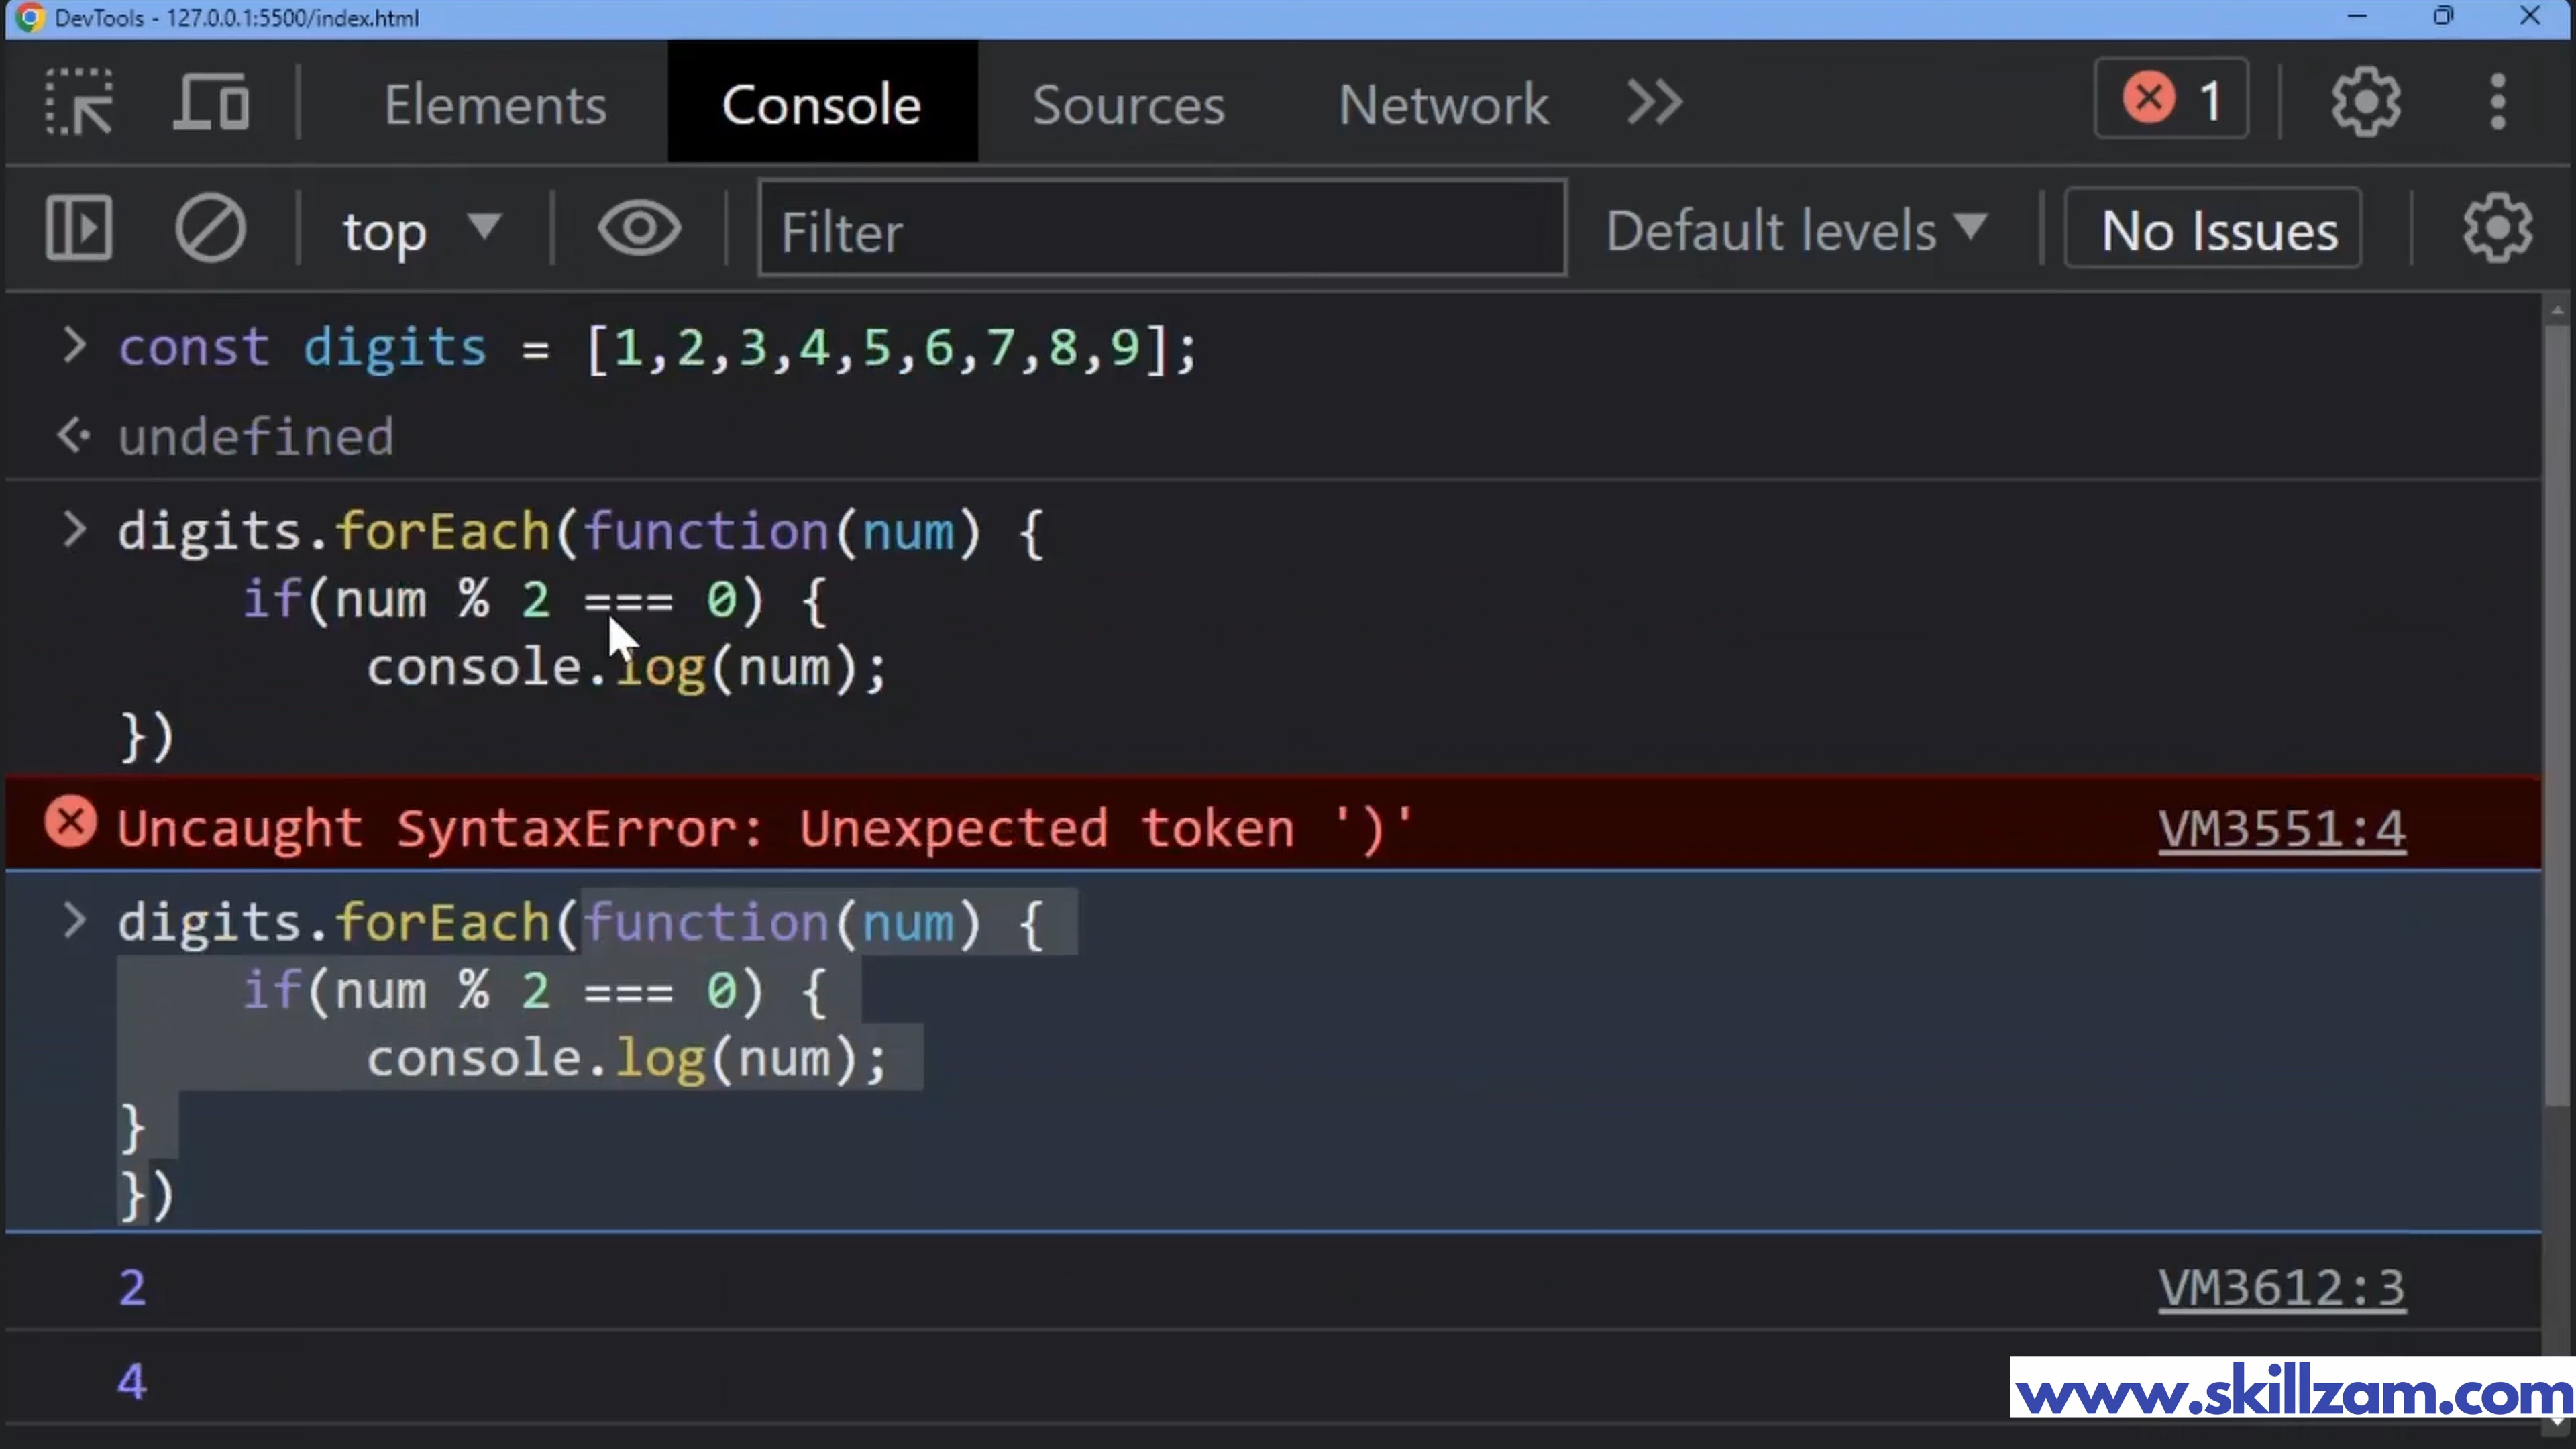 DevTools - 127.0.0.1:5500/index.html
Elements Console Sources Network 1
top Filter Default levels No Issues
const digits = [1,2,3,4,5,6,7,8,9];
undefined
digits.forEach(function(num) {
if(num % 2 === 0) {
console.log(num);
})
Uncaught SyntaxError: Unexpected token ')' VM3551:4
digits.forEach(function(num) {
if(num % 2 === 0) {
console.log(num);
}
})
2 VM3612:3
4
www.skillzam.com